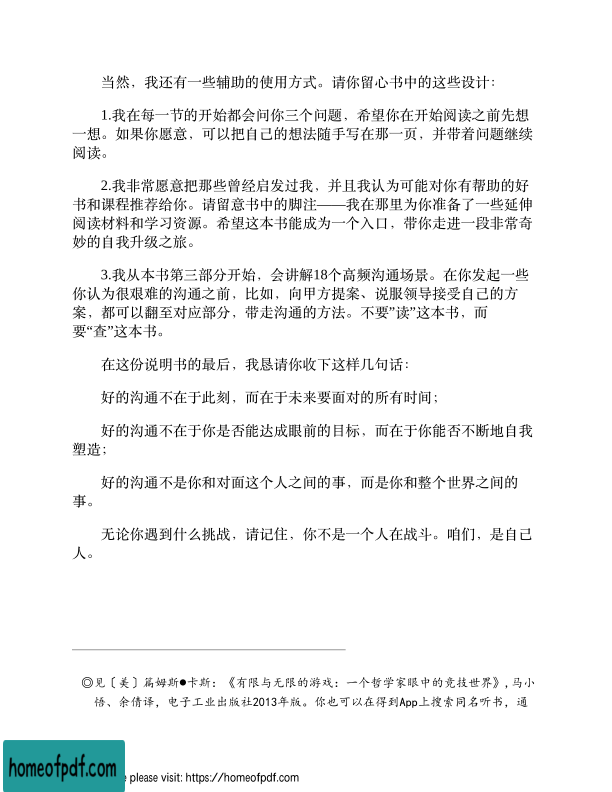 当然，我还有一些辅助的使用方式。请你留心书中的这些设计：
1.我在每一节的开始都会问你三个问题，希望你在开始阅读之前先想
一想。如果你愿意，可以把自己的想法随手写在那一页，并带着问题继续
阅读。
2.我非常愿意把那些曾经启发过我，并且我认为可能对你有帮助的好
书和课程推荐给你。请留意书中的脚注——我在那里为你准备了一些延伸
阅读材料和学习资源。希望这本书能成为一个入口，带你走进一段非常奇
妙的自我升级之旅。
3.我从本书第三部分开始，会讲解18个高频沟通场景。在你发起一些
你认为很艰难的沟通之前，比如，向甲方提案、说服领导接受自己的方
案，都可以翻至对应部分，带走沟通的方法。不要”读”这本书，而
要“查”这本书。
在这份说明书的最后，我恳请你收下这样几句话：
好的沟通不在于此刻，而在于未来要面对的所有时间；
好的沟通不在于你是否能达成眼前的目标，而在于你能否不断地自我
塑造；
好的沟通不是你和对面这个人之间的事，而是你和整个世界之间的
事。
无论你遇到什么挑战，请记住，你不是一个人在战斗。咱们，是自己
人。
◎见〔美〕篇姆斯●卡斯：《有限与无限的游戏：一个哲学家眼中的竞技世界》，马小
悟、余倩译，电子工业出版社2013年版。你也可以在得到App上搜索同名听书，通
homeofpdf.com
e please visit: https://homeofpdf.com